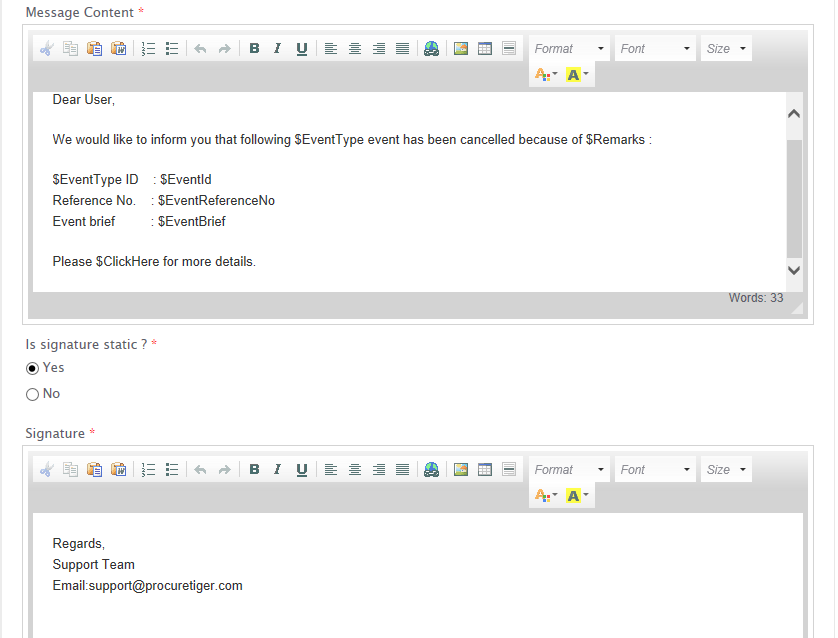 Message Content *
B I U Format Font Size
A A
Dear User,
We would like to inform you that following $EventType event has been cancelled because of $Remarks :
$EventType ID : $EventId
Reference No. : $EventReferenceNo
Event brief : $EventBrief
Please $ClickHere for more details.
Words: 33
Is signature static ? *
Yes
No
Signature *
B I U Format Font Size
A A
Regards,
Support Team
Email:support@procuretiger.com